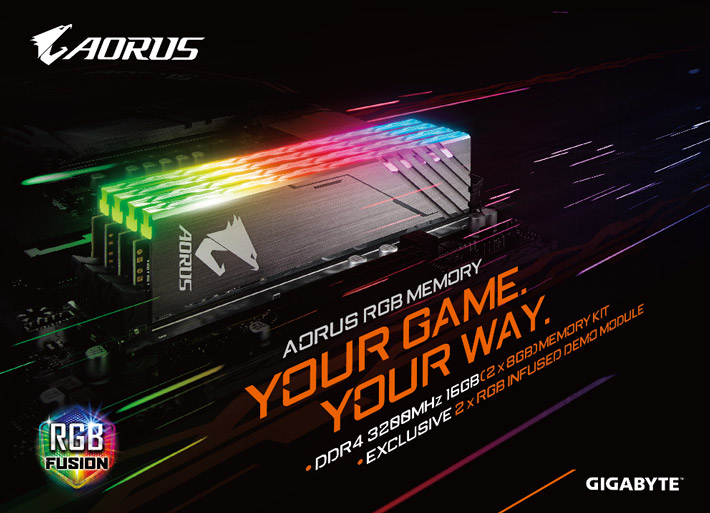 AORUS
AORUS
AORUS RGB MEMORY
YOUR GAME.
YOUR WAY.
• DDR4 3200MHz 16GB(2 x 8GB)MEMORY KIT
• EXCLUSIVE 2 x RGB INFUSED DEMO MODULE
RGB
FUSION
GIGABYTE™